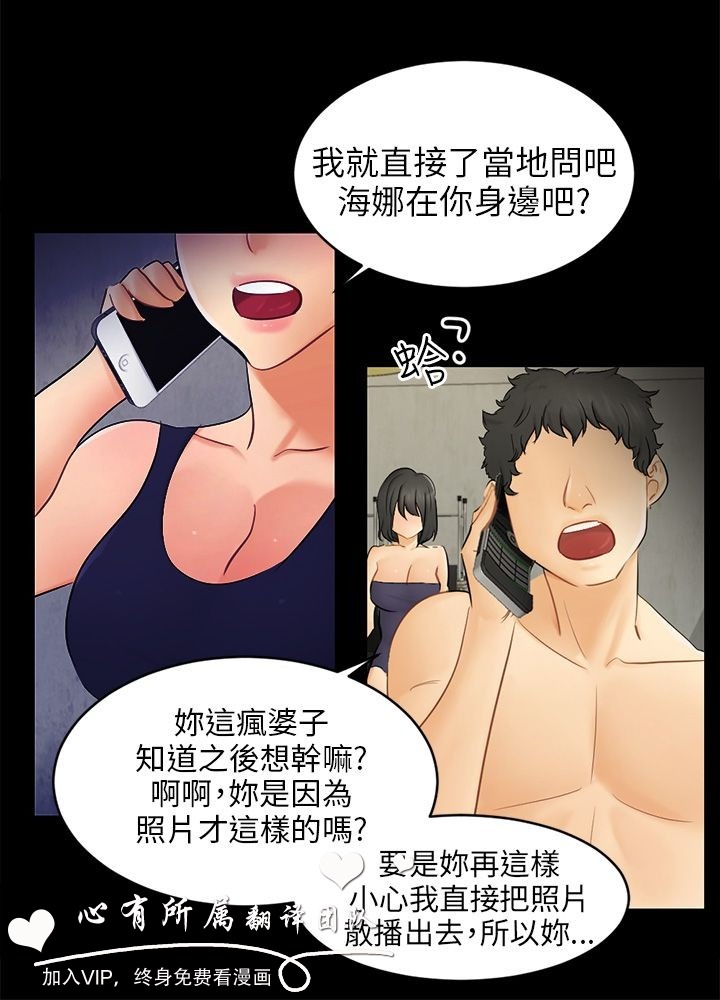 我就直接了當地問吧
海娜在你身邊吧?
蛤?
妳這瘋婆子
知道之後想幹嘛?
啊啊,妳是因為
照片才這樣的嗎?
要是妳再這樣
小心我直接把照片
散播出去,所以妳...
心有所属翻译团队
加入VIP，终身免费看漫画